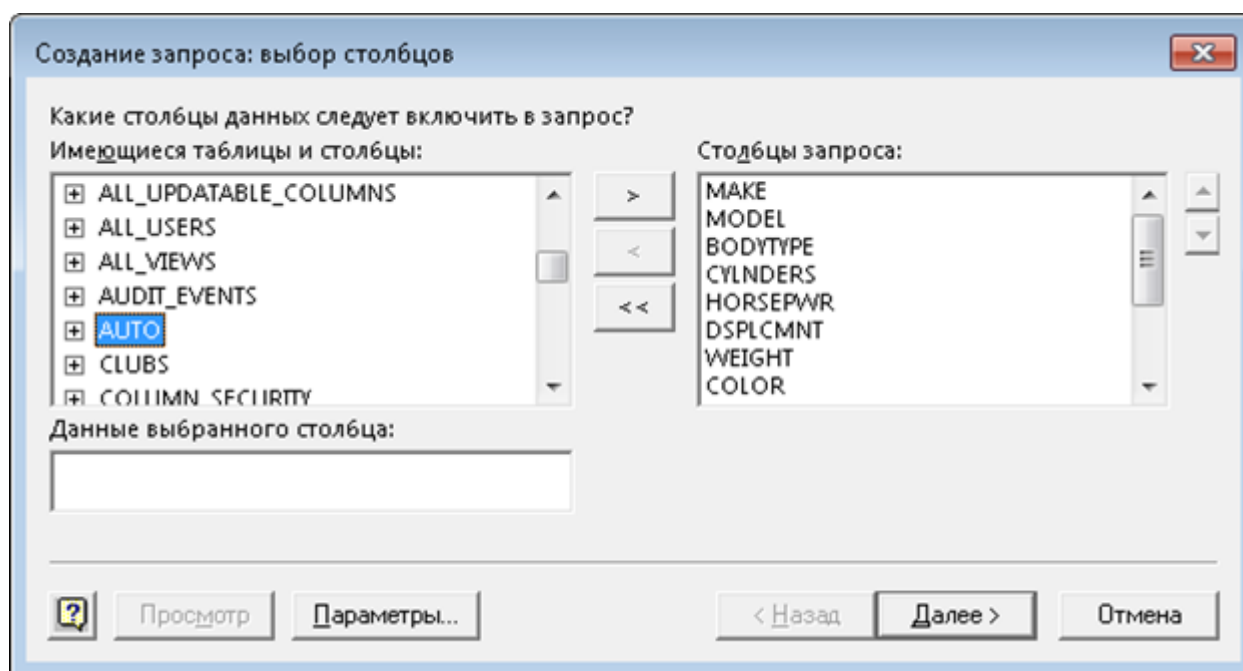 Создание запроса: выбор столбцов
Какие столбцы данных следует включить в запрос?
Имеющиеся таблицы и столбцы:
ALL_UPDATABLE_COLUMNS
ALL_USERS
ALL_VIEWS
AUDIT_EVENTS
AUTO
CLUBS
COLUMN_SECURITY
>
<
<<
Столбцы запроса:
MAKE
MODEL
BODYTYPE
CYLNDERS
HORSEPWR
DSPLCMNT
WEIGHT
COLOR
Данные выбранного столбца:
Просмотр
Параметры...
< Назад
Далее >
Отмена